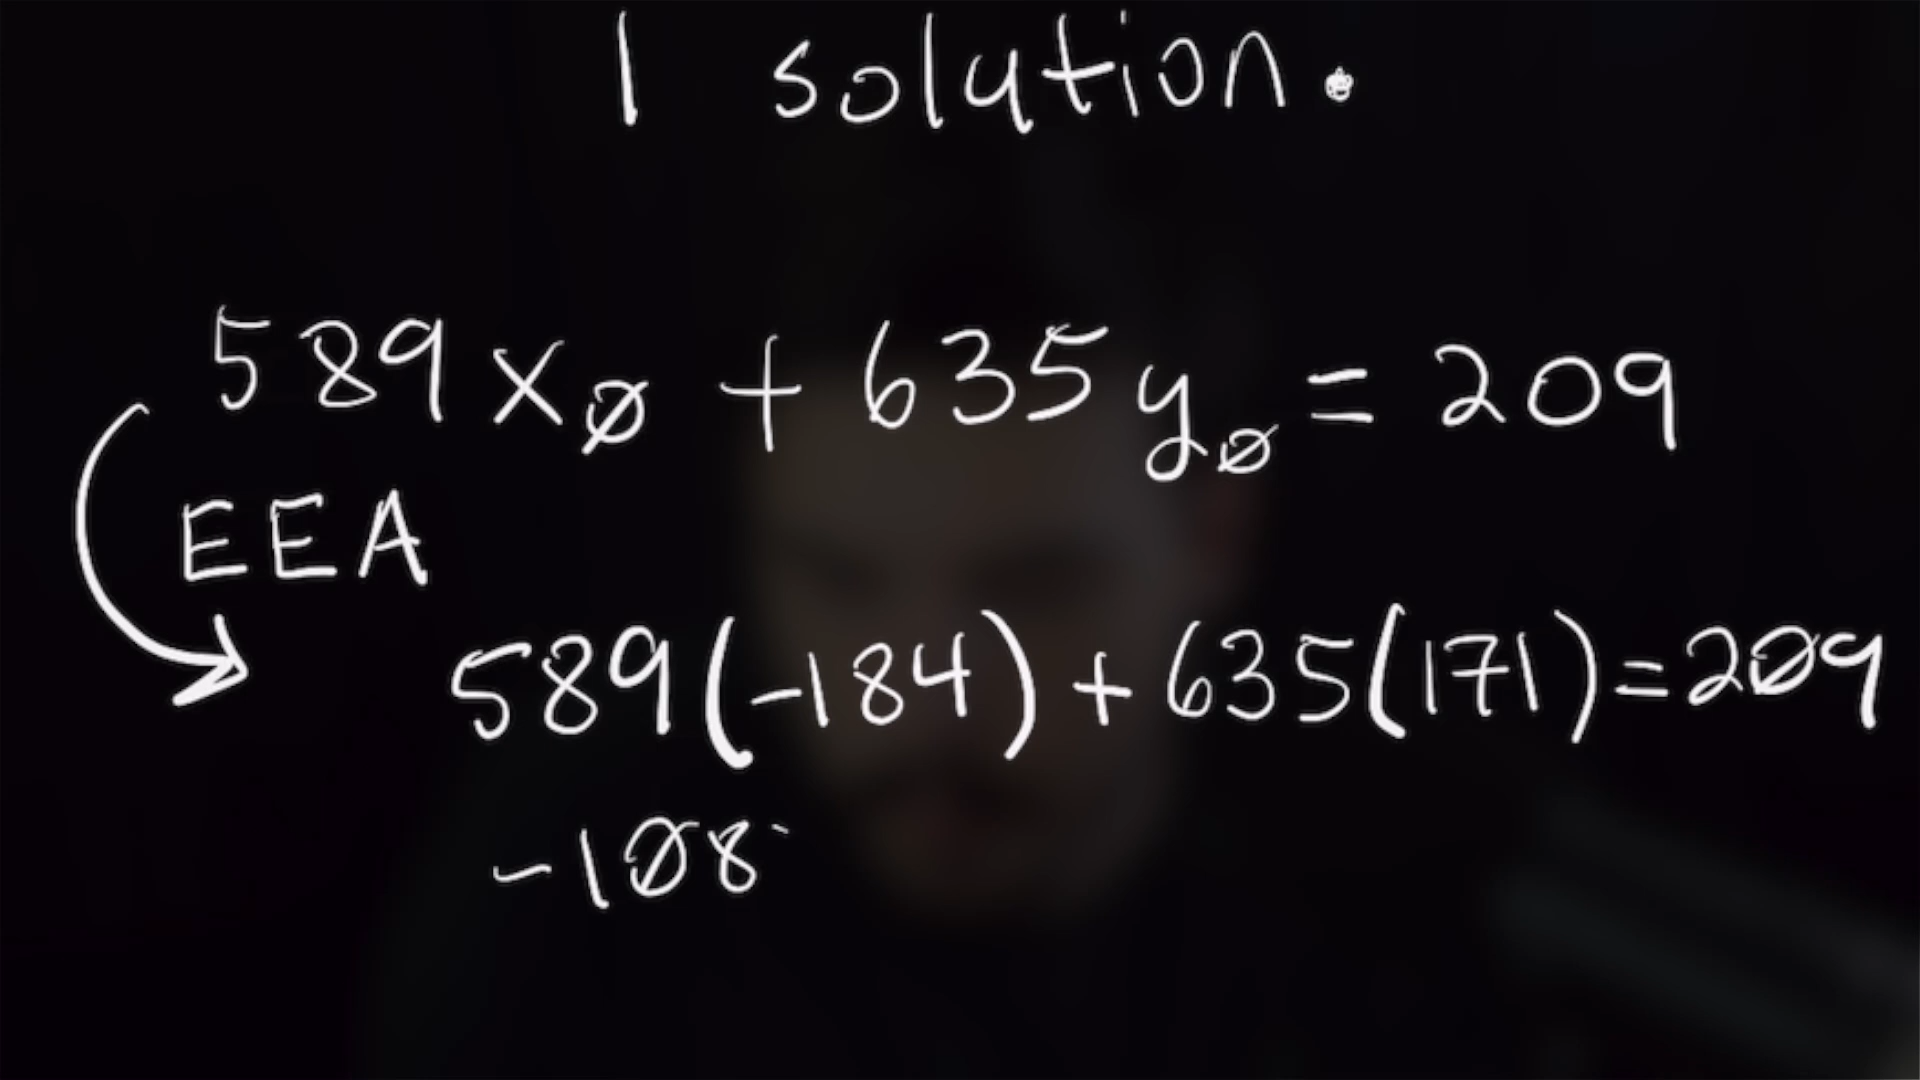 1 solution.
589x₀ + 635y₀ = 209
EEA
589(-184) + 635(171) = 209
-108